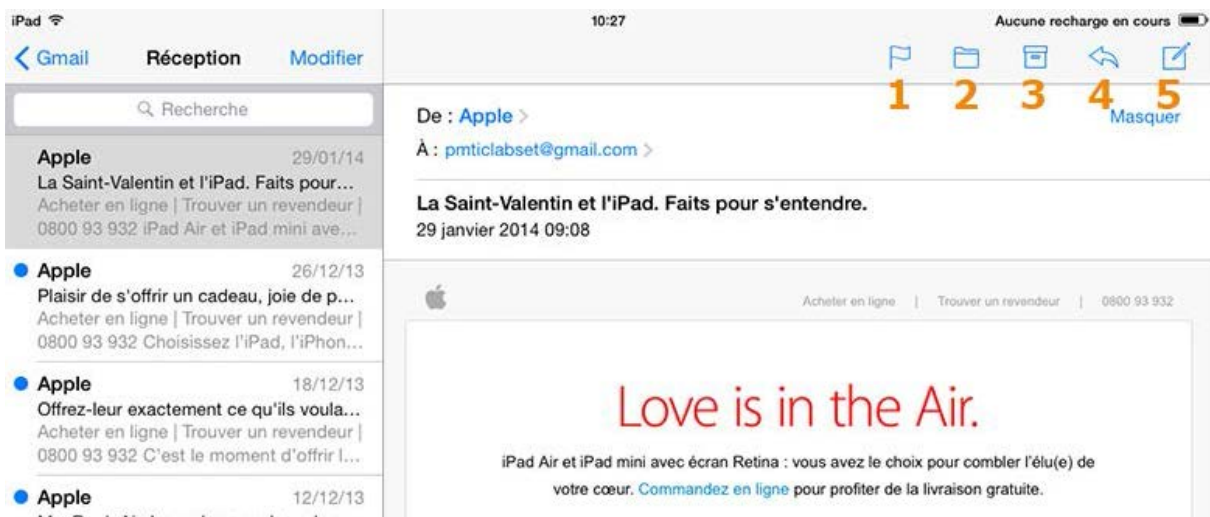 iPad
10:27
Aucune recharge en cours
Gmail
Réception
Modifier
1 2 3 4 5
Recherche
Apple 29/01/14
La Saint-Valentin et l'iPad. Faits pour...
Acheter en ligne | Trouver un revendeur |
0800 93 932 iPad Air et iPad mini ave...
Apple 26/12/13
Plaisir de s'offrir un cadeau, joie de p...
Acheter en ligne | Trouver un revendeur |
0800 93 932 Choisissez l'iPad, l'iPhon...
Apple 18/12/13
Offrez-leur exactement ce qu'ils voula...
Acheter en ligne | Trouver un revendeur |
0800 93 932 C'est le moment d'offrir l...
Apple 12/12/13
De : Apple
Masquer
À : pmticlabset@gmail.com
La Saint-Valentin et l'iPad. Faits pour s'entendre.
29 janvier 2014 09:08
Acheter en ligne | Trouver un revendeur | 0800 93 932
Love is in the Air.
iPad Air et iPad mini avec écran Retina : vous avez le choix pour combler l'élu(e) de
votre cœur. Commandez en ligne pour profiter de la livraison gratuite.